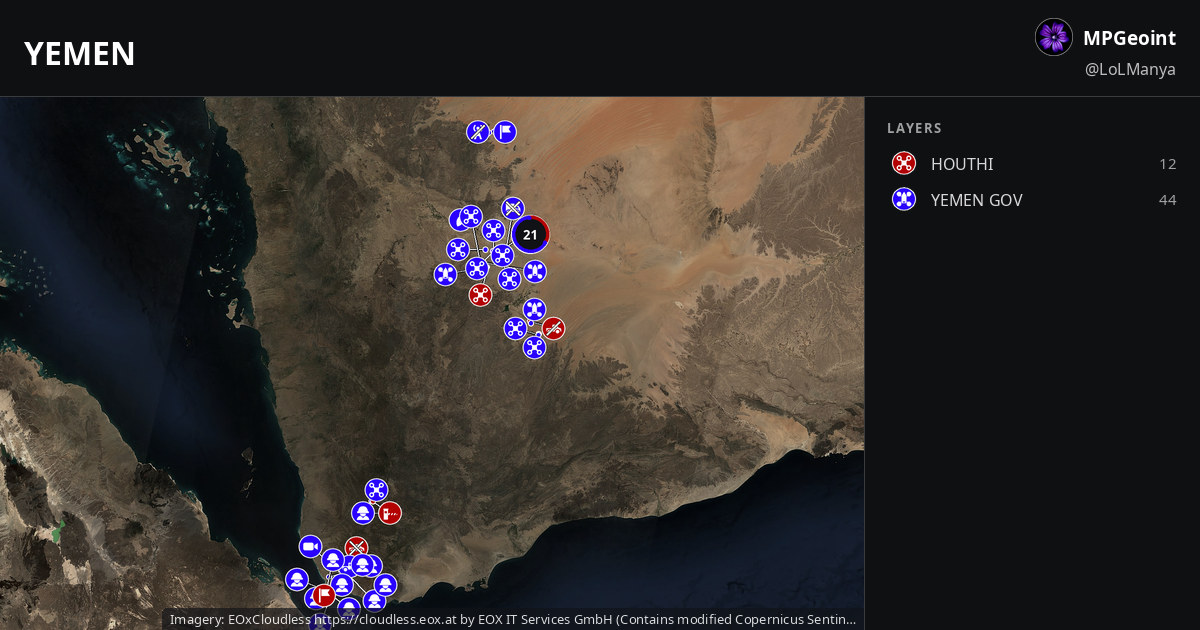 YEMEN
MPGeoint
@LoLManya
LAYERS
HOUTHI 12
YEMEN GOV 44
21
Imagery: EOxCloudless https://cloudless.eox.at by EOX IT Services GmbH (Contains modified Copernicus Sentin…